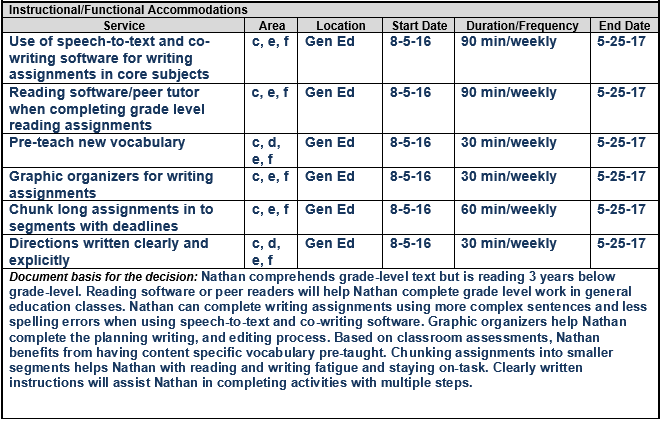 Instructional/Functional Accommodations
Service Area Location Start Date Duration/Frequency End Date
Use of speech-to-text and co- c, e, f Gen Ed 8-5-16 90 min/weekly 5-25-17
writing software for writing
assignments in core subjects
Reading software/peer tutor c, e, f Gen Ed 8-5-16 90 min/weekly 5-25-17
when completing grade level
reading assignments
Pre-teach new vocabulary c, d, Gen Ed 8-5-16 30 min/weekly 5-25-17
e, f
Graphic organizers for writing c, e, f Gen Ed 8-5-16 30 min/weekly 5-25-17
assignments
Chunk long assignments in to c, e, f Gen Ed 8-5-16 60 min/weekly 5-25-17
segments with deadlines
Directions written clearly and c, d, Gen Ed 8-5-16 30 min/weekly 5-25-17
explicitly e, f
Document basis for the decision: Nathan comprehends grade-level text but is reading 3 years below
grade-level. Reading software or peer readers will help Nathan complete grade level work in general
education classes. Nathan can complete writing assignments using more complex sentences and less
spelling errors when using speech-to-text and co-writing software. Graphic organizers help Nathan
complete the planning writing, and editing process. Based on classroom assessments, Nathan
benefits from having content specific vocabulary pre-taught. Chunking assignments into smaller
segments helps Nathan with reading and writing fatigue and staying on-task. Clearly written
instructions will assist Nathan in completing activities with multiple steps.